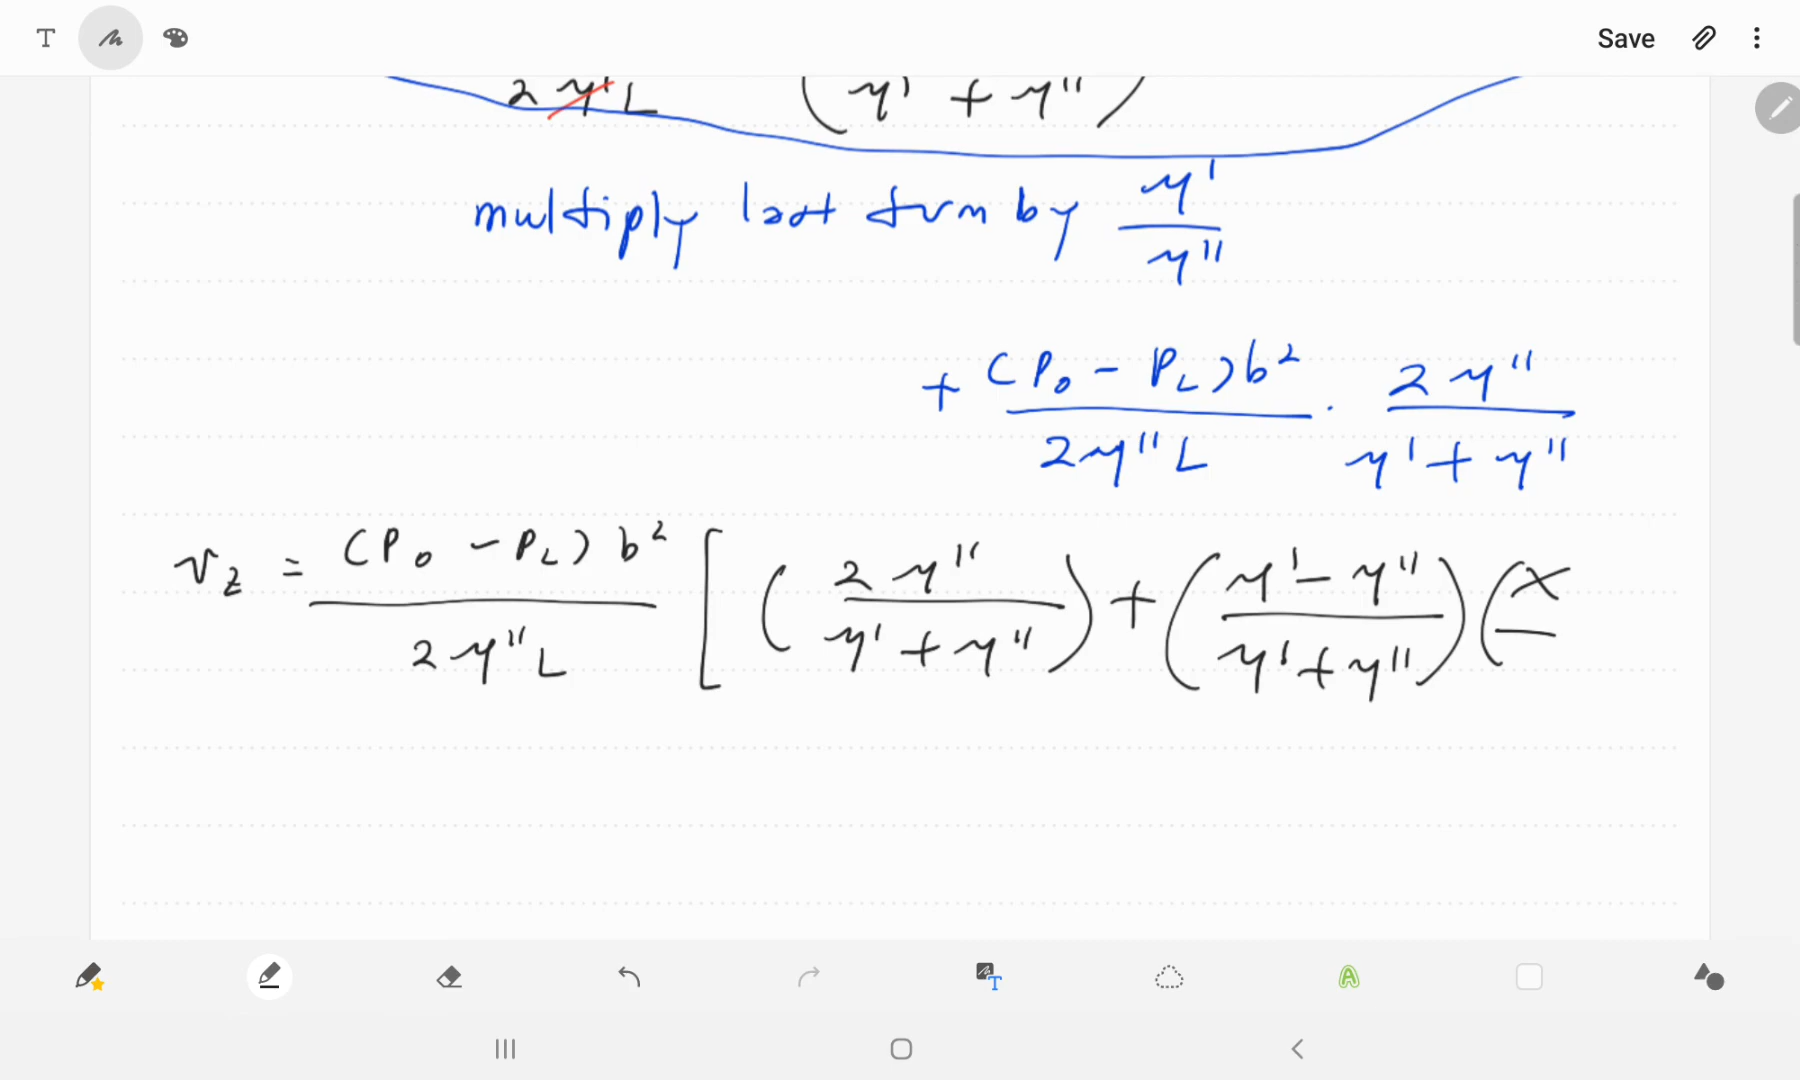 T
Save
2 η' L (η' + η'')
multiply last term by η'/η''
+ (P₀ - P_L) b² / 2η'' L · 2η'' / η' + η''
v_z = (P₀ - P_L) b² / 2η'' L [ ( 2η'' / η' + η'' ) + ( η' - η'' / η' + η'' ) ( x